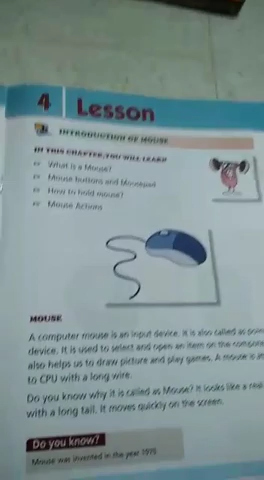 4 Lesson
INTRODUCTION OF MOUSE
IN THIS CHAPTER, YOU WILL LEARN
What is a Mouse?
Mouse buttons and Mousepad
How to hold mouse?
Mouse Actions
MOUSE
A computer mouse is an input device. It is also called as
device. It is used to select and open an item on the
also helps us to draw picture and play games. A mouse is
to CPU with a long wire.
Do you know why it is called as Mouse? It looks like a real
with a long tail. It moves quickly on the screen.
Do you know?
Mouse was invented in the year